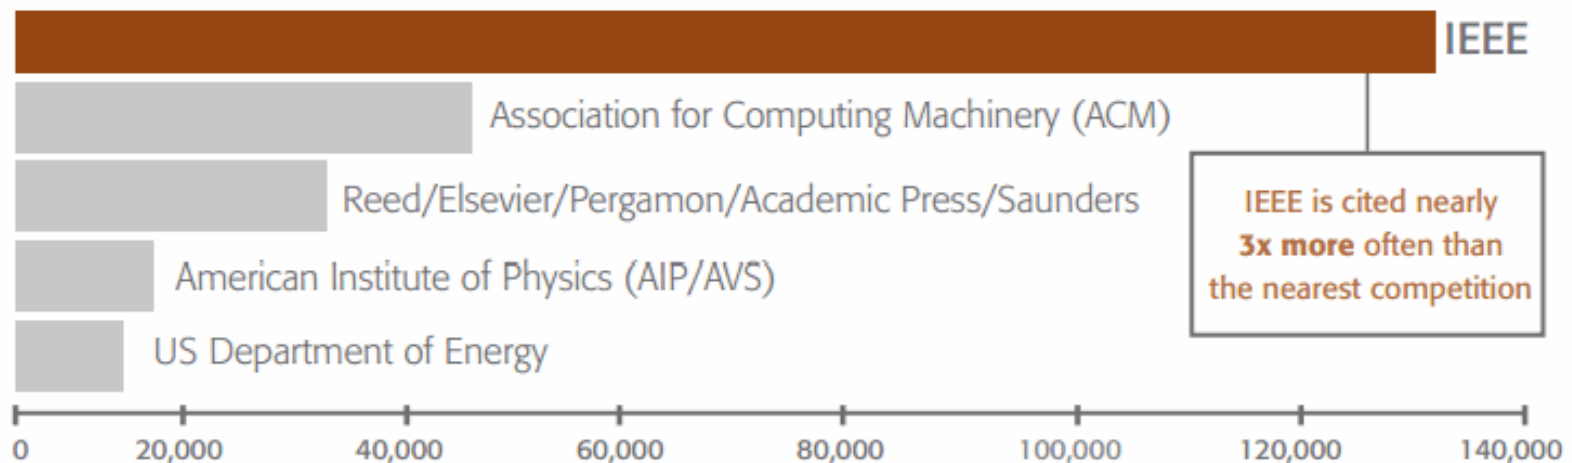 IEEE
Association for Computing Machinery (ACM)
Reed/Elsevier/Pergamon/Academic Press/Saunders
IEEE is cited nearly
3x more often than
the nearest competition
American Institute of Physics (AIP/AVS)
US Department of Energy
0 20,000 40,000 60,000 80,000 100,000 120,000 140,000